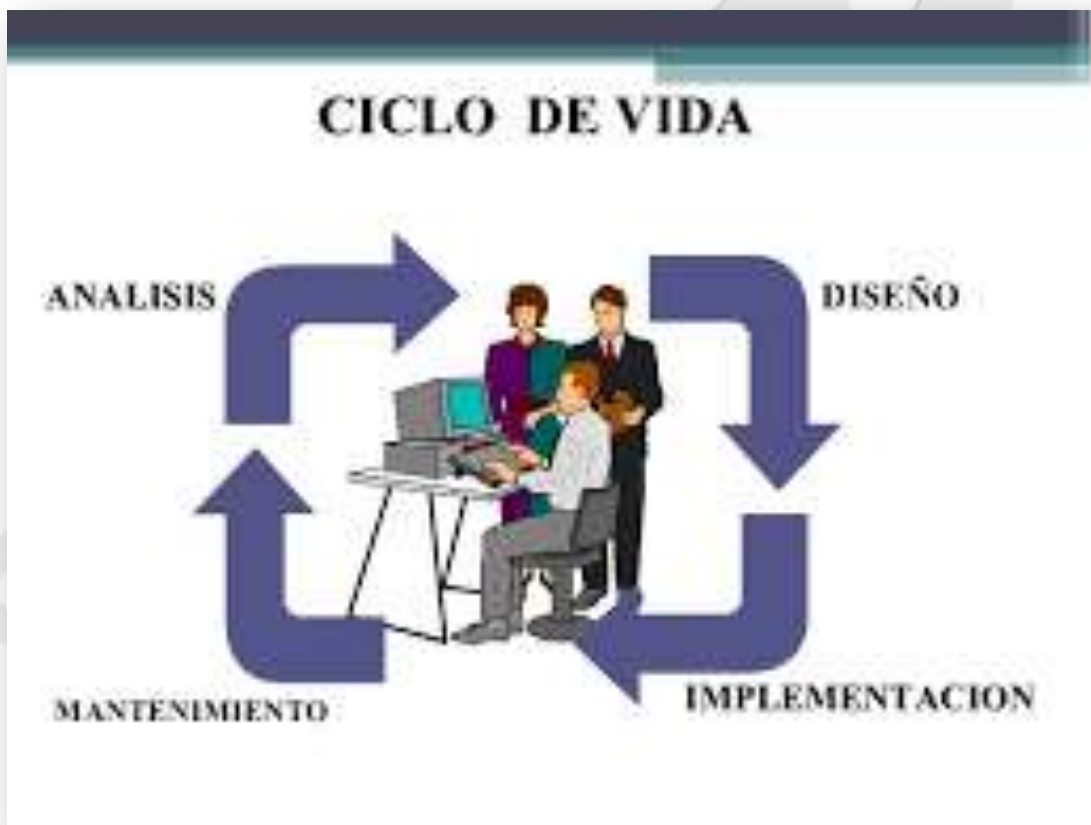 CICLO DE VIDA
ANALISIS
DISEÑO
MANTENIMIENTO
IMPLEMENTACION